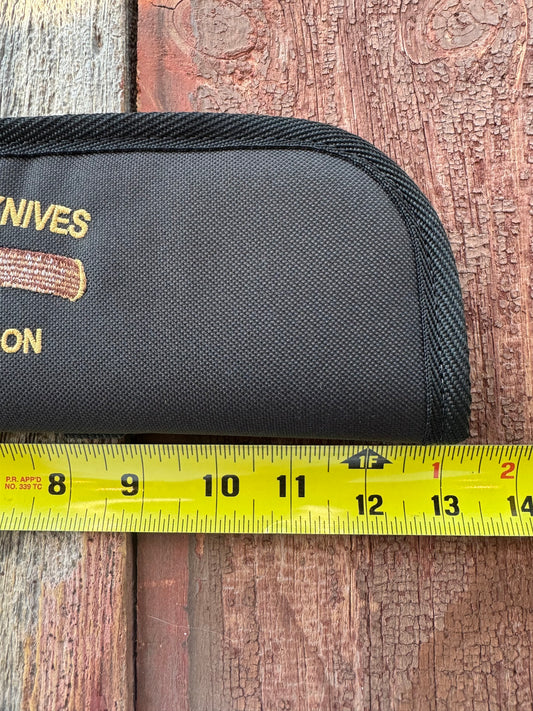 KNIVES
ON
1F 1 2
P.R. APP'D
NO. 339 TC
8 9 10 11 12 13 14